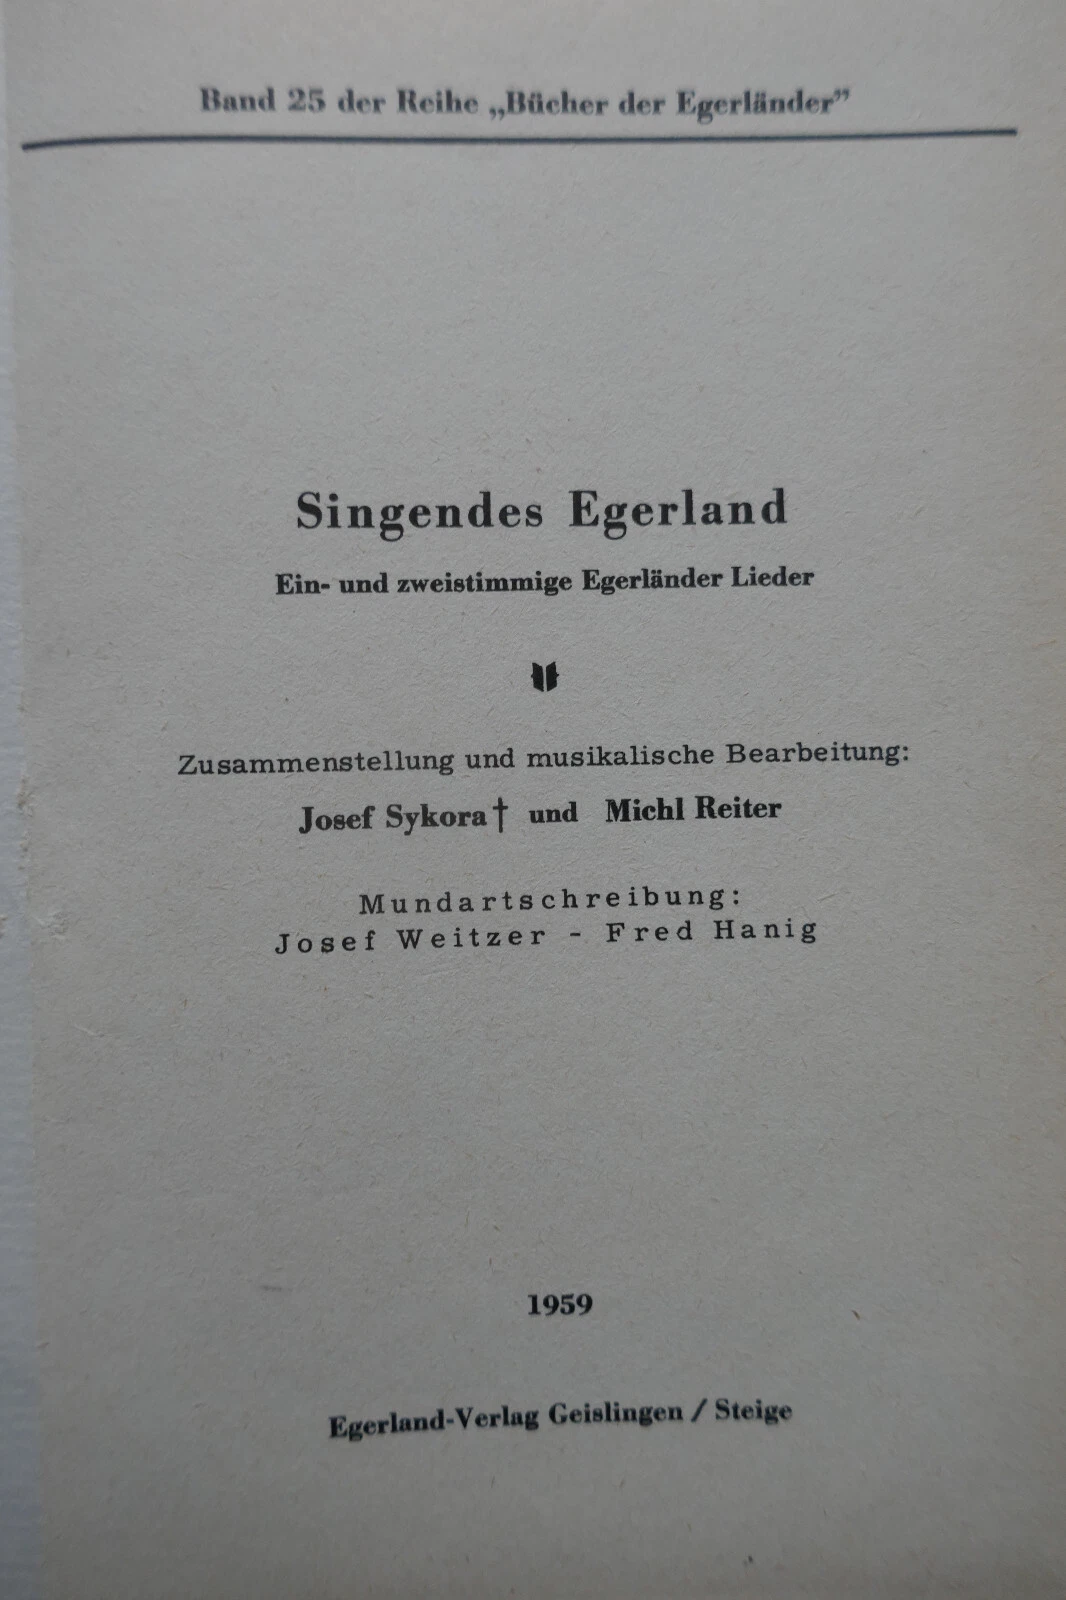 Band 25 der Reihe „Bücher der Egerländer”
Singendes Egerland
Ein- und zweistimmige Egerländer Lieder
Zusammenstellung und musikalische Bearbeitung:
Josef Sykora† und Michl Reiter
Mundartschreibung:
Josef Weitzer - Fred Hanig
1959
Egerland-Verlag Geislingen / Steige